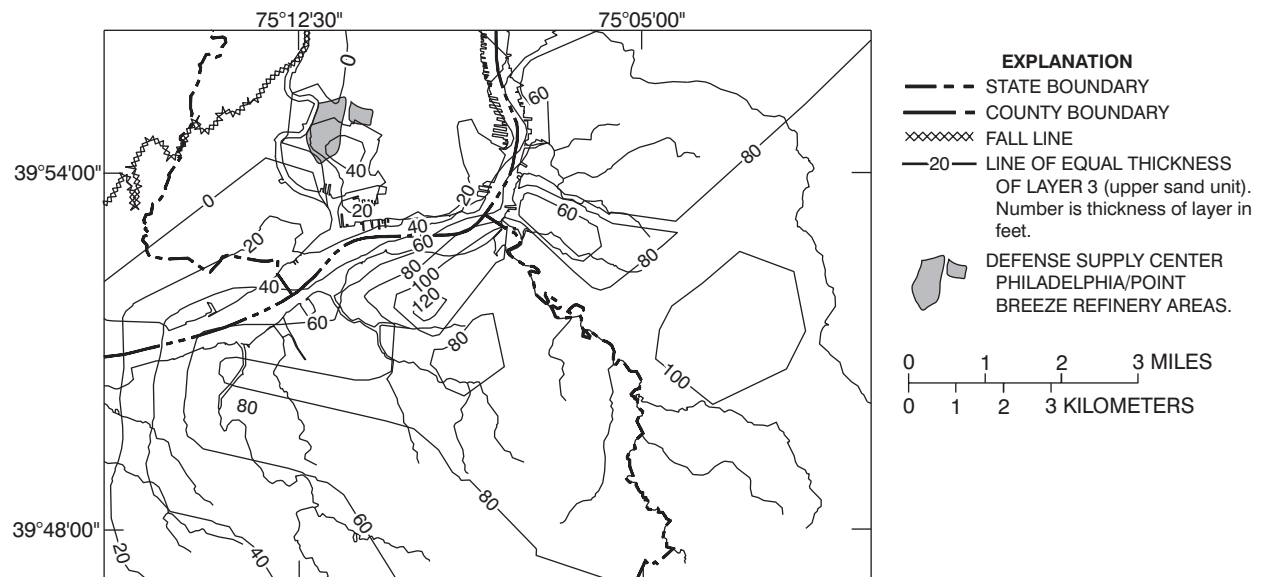 75°12'30"
75°05'00"
39°54'00"
39°48'00"
0
60
80
40
0
20
20
60
20
40
60
80
80
100
120
40
60
80
100
80
80
60
40
20
EXPLANATION
STATE BOUNDARY
COUNTY BOUNDARY
FALL LINE
20
LINE OF EQUAL THICKNESS
OF LAYER 3 (upper sand unit).
Number is thickness of layer in
feet.
DEFENSE SUPPLY CENTER
PHILADELPHIA/POINT
BREEZE REFINERY AREAS.
0 1 2 3 MILES
0 1 2 3 KILOMETERS